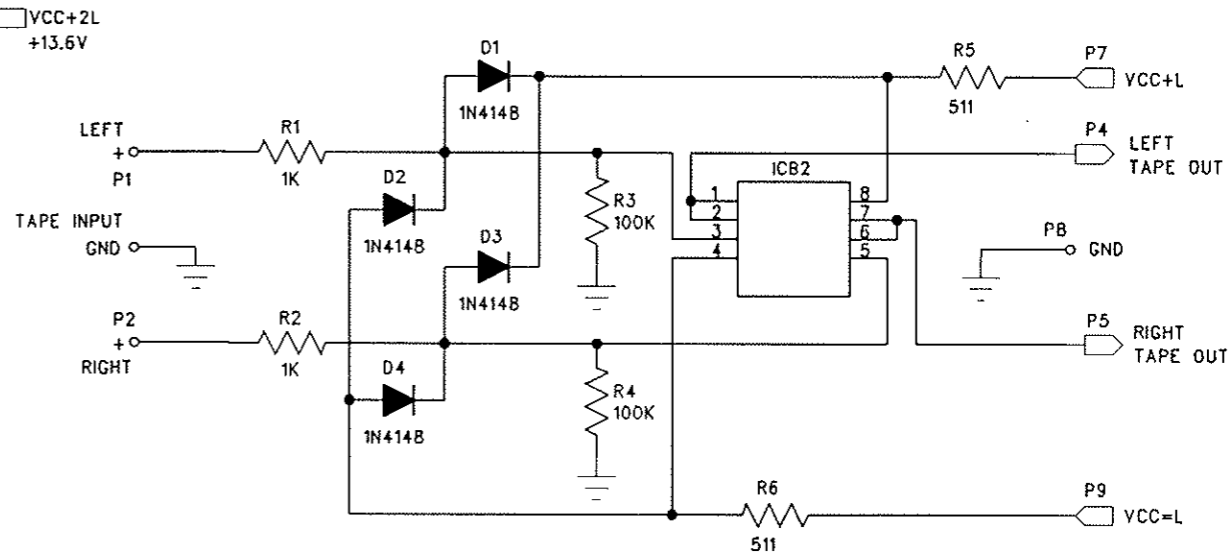 VCC+2L
+13.6V
D1
1N4148
R5
511
P7
VCC+L
LEFT
+
P1
R1
1K
P4
LEFT
TAPE OUT
D2
1N4148
R3
100K
ICB2
1
2
3
4
8
7
6
5
TAPE INPUT
GND
D3
1N4148
P8
GND
P2
+
RIGHT
R2
1K
P5
RIGHT
TAPE OUT
D4
1N4148
R4
100K
R6
511
P9
VCC=L